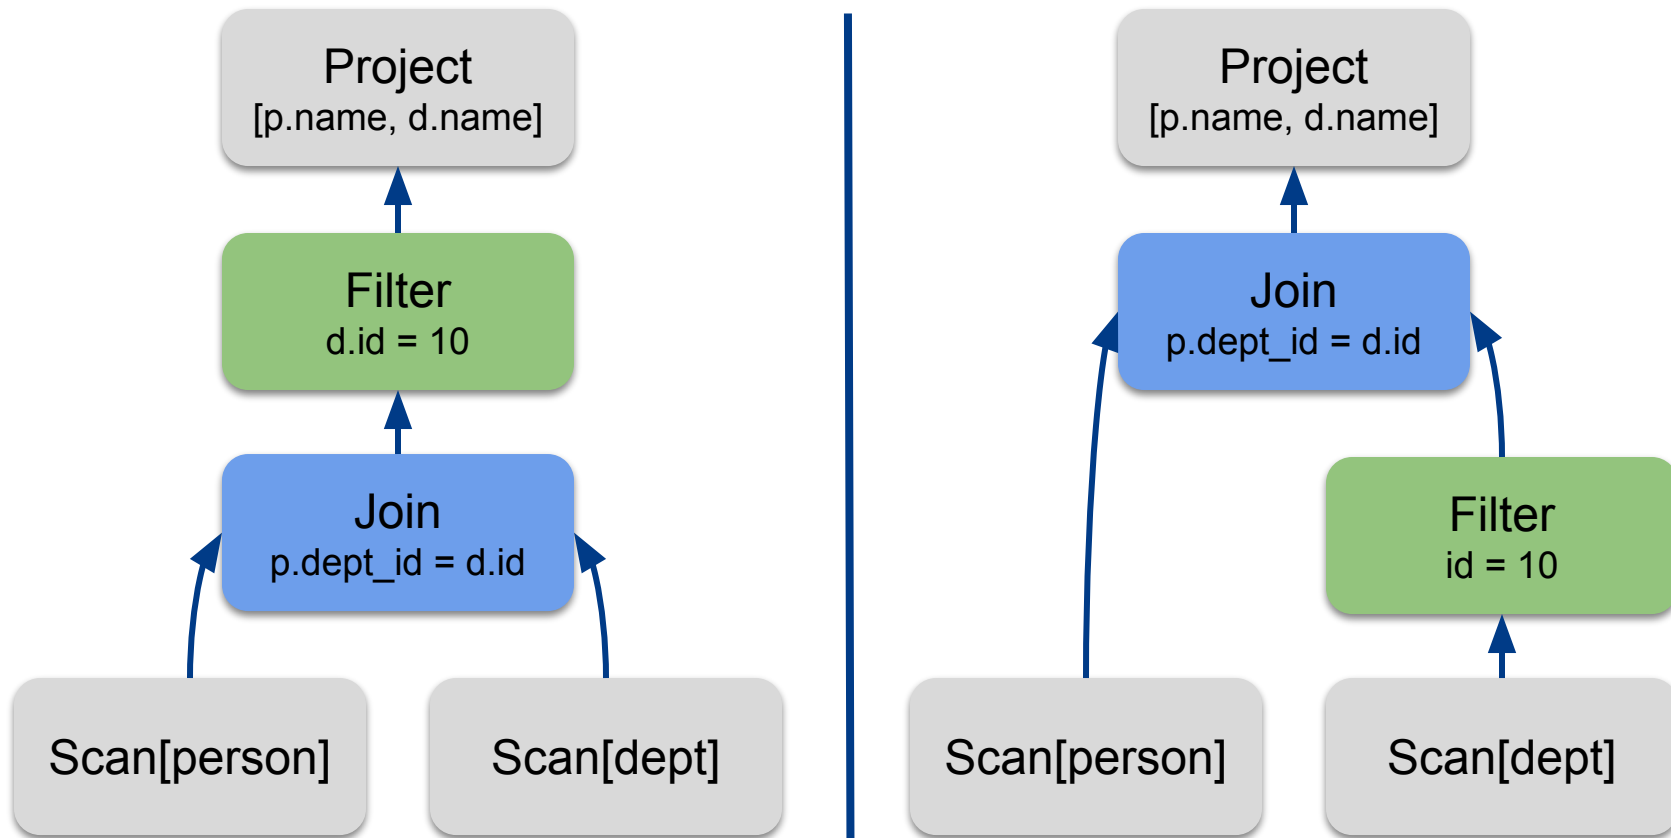 Project
[p.name, d.name]
Filter
d.id = 10
Join
p.dept_id = d.id
Scan[person]
Scan[dept]
Project
[p.name, d.name]
Join
p.dept_id = d.id
Filter
id = 10
Scan[person]
Scan[dept]